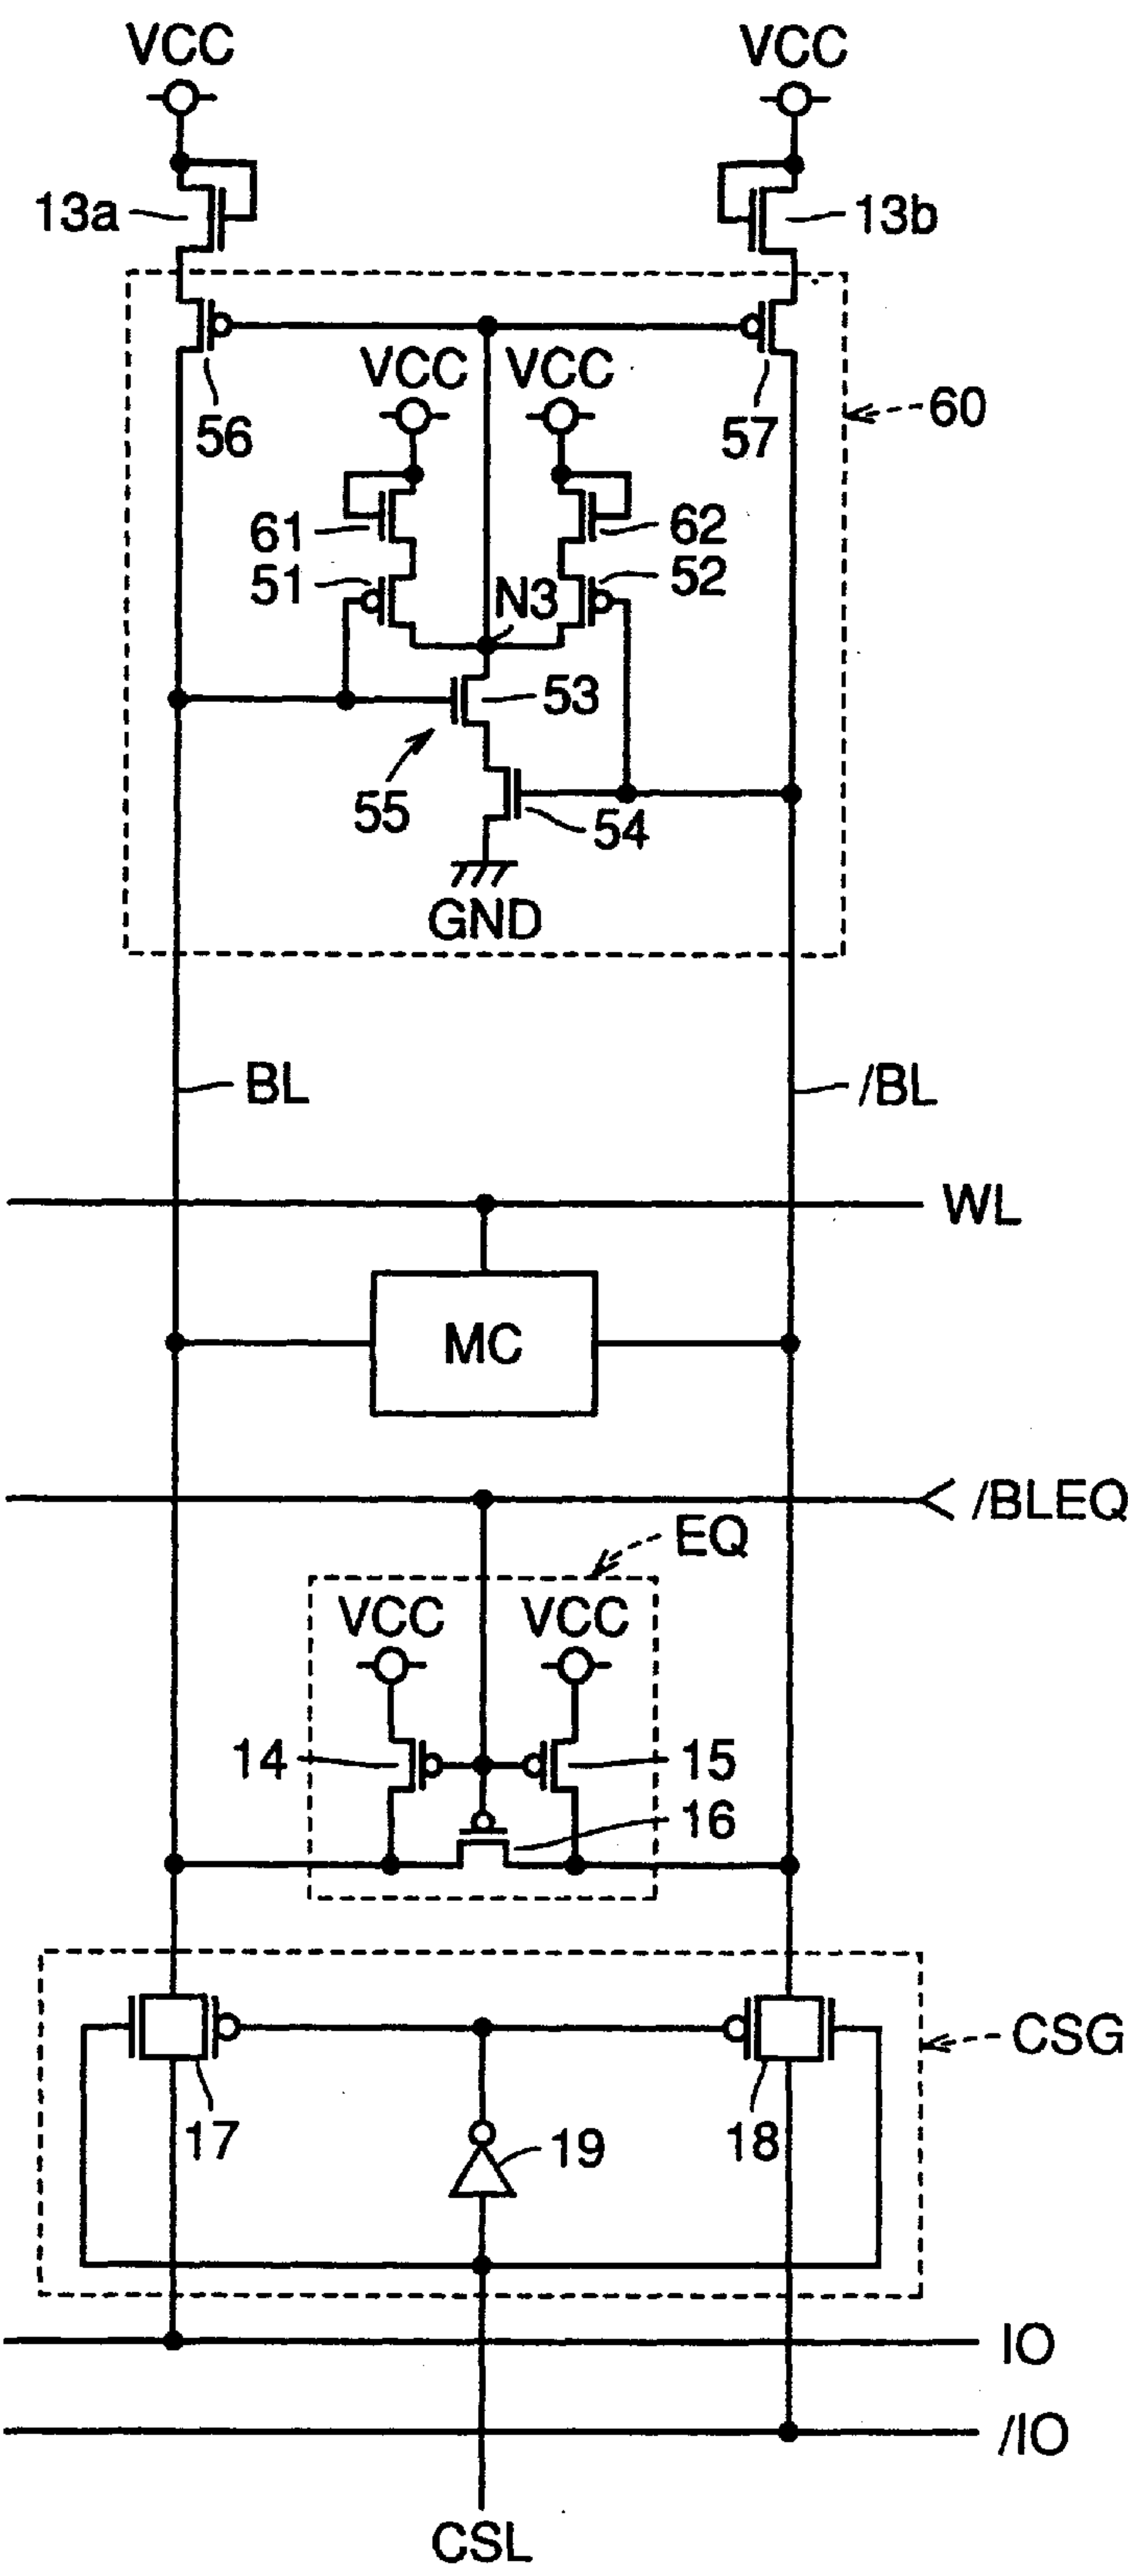 VCC VCC
13a 13b
VCC VCC
56 57 60
61 62
51 52
N3
53
55 54
GND
BL /BL
WL
MC
/BLEQ
EQ
VCC VCC
14 15
16
CSG
17 18
19
IO
/IO
CSL